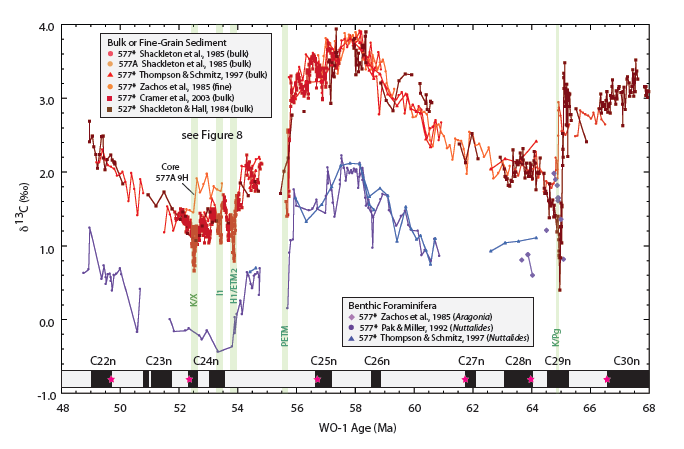 4.0
3.0
2.0
1.0
0.0
-1.0
δ13C (‰)
Bulk or Fine-Grain Sediment
577* Shackleton et al., 1985 (bulk)
577A Shackleton et al., 1985 (bulk)
577* Thompson & Schmitz, 1997 (bulk)
577* Zachos et al., 1985 (fine)
577* Cramer et al., 2003 (bulk)
527* Shackleton & Hall, 1984 (bulk)
see Figure 8
Core
577A 9H
K/X
I1
H1/ETM2
PETM
K/Pg
Benthic Foraminifera
577* Zachos et al., 1985 (Aragonia)
577* Pak & Miller, 1992 (Nuttalides)
577* Thompson & Schmitz, 1997 (Nuttalides)
C22n C23n C24n C25n C26n C27n C28n C29n C30n
48 50 52 54 56 58 60 62 64 66 68
WO-1 Age (Ma)